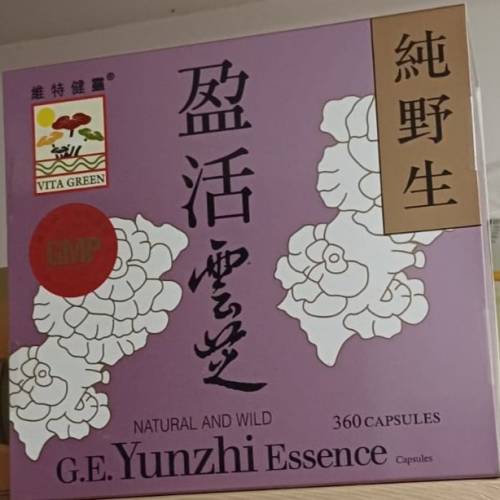 維特健靈®
VITA GREEN
GMP
盈活雲芝
純野生
NATURAL AND WILD
360 CAPSULES
G.E. Yunzhi Essence Capsules